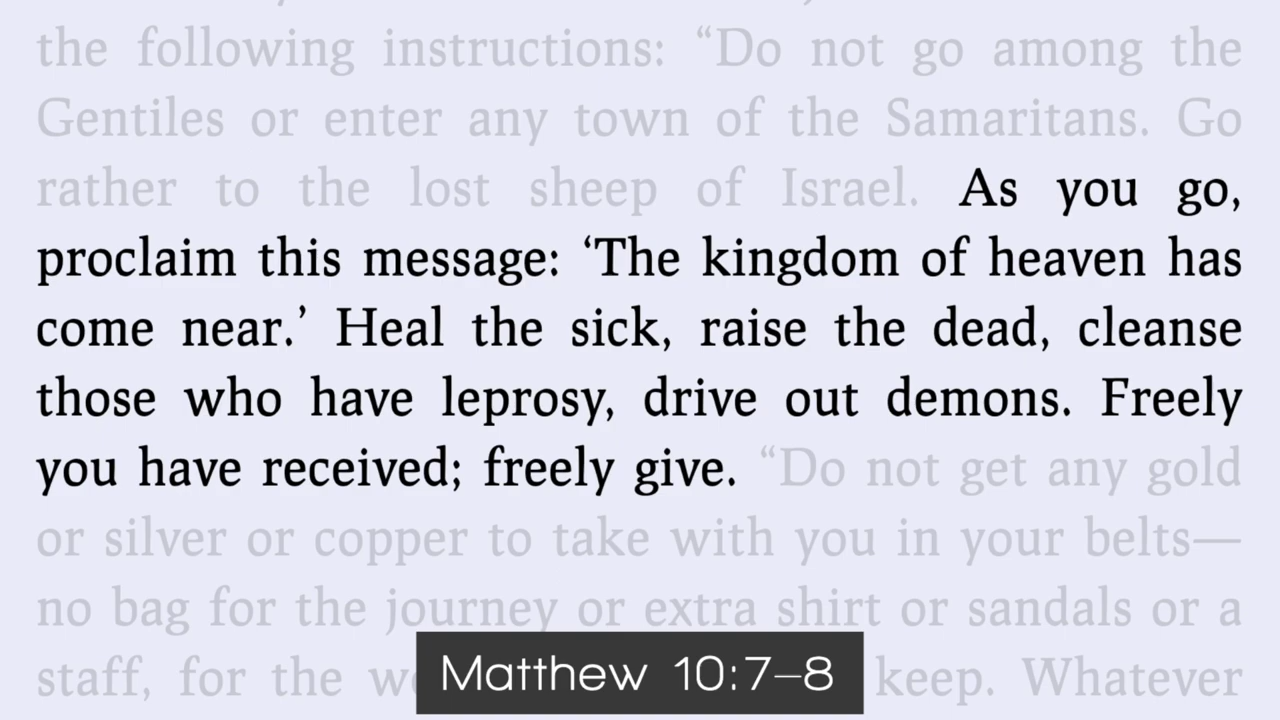 the following instructions: “Do not go among the
Gentiles or enter any town of the Samaritans. Go
rather to the lost sheep of Israel. As you go,
proclaim this message: ‘The kingdom of heaven has
come near.’ Heal the sick, raise the dead, cleanse
those who have leprosy, drive out demons. Freely
you have received; freely give. “Do not get any gold
or silver or copper to take with you in your belts—
no bag for the journey or extra shirt or sandals or a
staff, for the keep. Whatever
Matthew 10:7–8